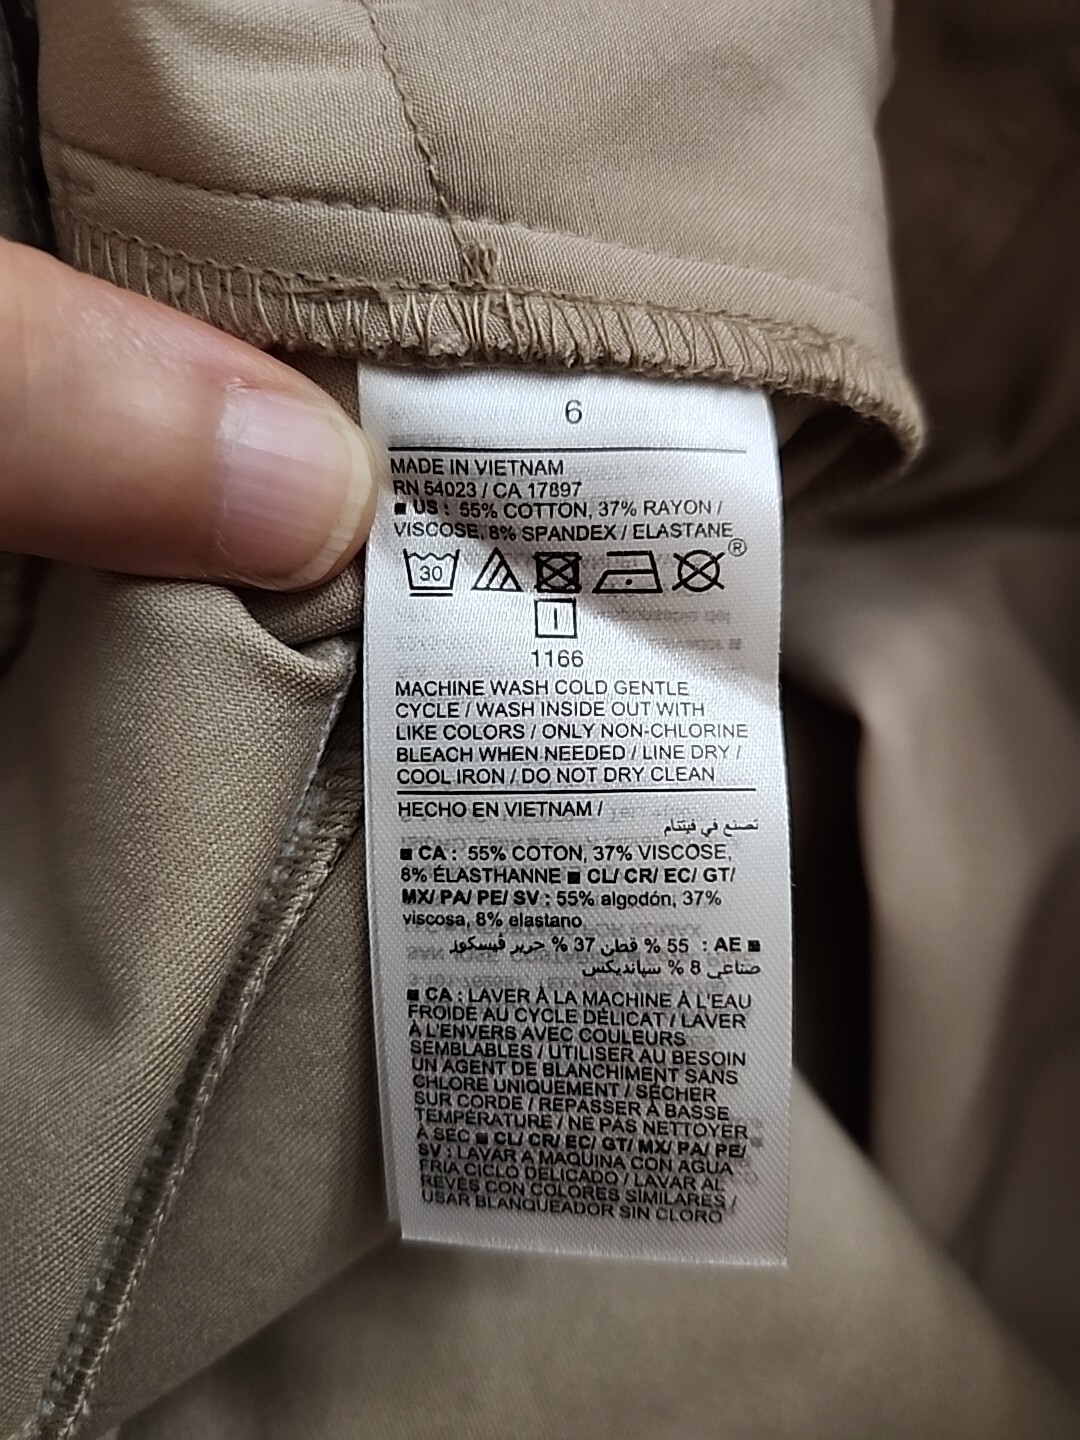 6
MADE IN VIETNAM
RN 54023 / CA 17897
■ US : 55% COTTON, 37% RAYON /
VISCOSE, 8% SPANDEX / ELASTANE
30
®
1166
MACHINE WASH COLD GENTLE
CYCLE / WASH INSIDE OUT WITH
LIKE COLORS / ONLY NON-CHLORINE
BLEACH WHEN NEEDED / LINE DRY /
COOL IRON / DO NOT DRY CLEAN
HECHO EN VIETNAM /
تصنع في فيتنام
■ CA : 55% COTON, 37% VISCOSE,
8% ÉLASTHANNE ■ CL/ CR/ EC/ GT/
MX/ PA/ PE/ SV : 55% algodón, 37%
viscosa, 8% elastano
■ AE : 55 % قطن 37 % حرير ڤيسكوز
صناعي 8 % سبانديكس
■ CA : LAVER À LA MACHINE À L'EAU
FROIDE AU CYCLE DÉLICAT / LAVER
À L'ENVERS AVEC COULEURS
SEMBLABLES / UTILISER AU BESOIN
UN AGENT DE BLANCHIMENT SANS
CHLORE UNIQUEMENT / SÉCHER
SUR CORDE / REPASSER À BASSE
TEMPÉRATURE / NE PAS NETTOYER
À SEC ■ CL/ CR/ EC/ GT/ MX/ PA/ PE/
SV : LAVAR A MAQUINA CON AGUA
FRÍA CICLO DELICADO / LAVAR AL
REVÉS CON COLORES SIMILARES /
USAR BLANQUEADOR SIN CLORO